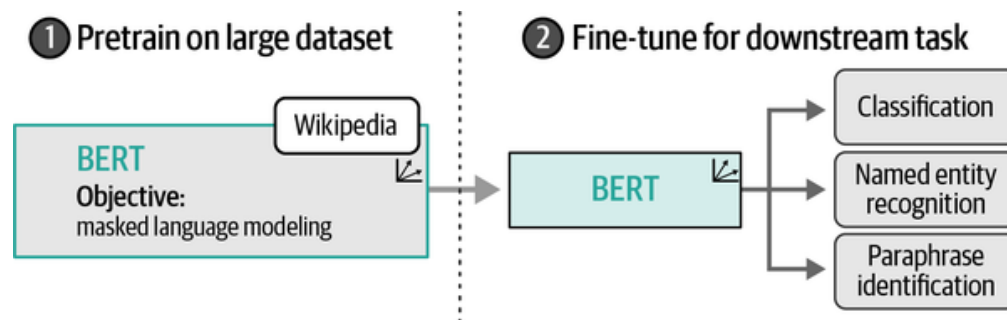 1 Pretrain on large dataset
Wikipedia
BERT
Objective:
masked language modeling
2 Fine-tune for downstream task
BERT
Classification
Named entity
recognition
Paraphrase
identification